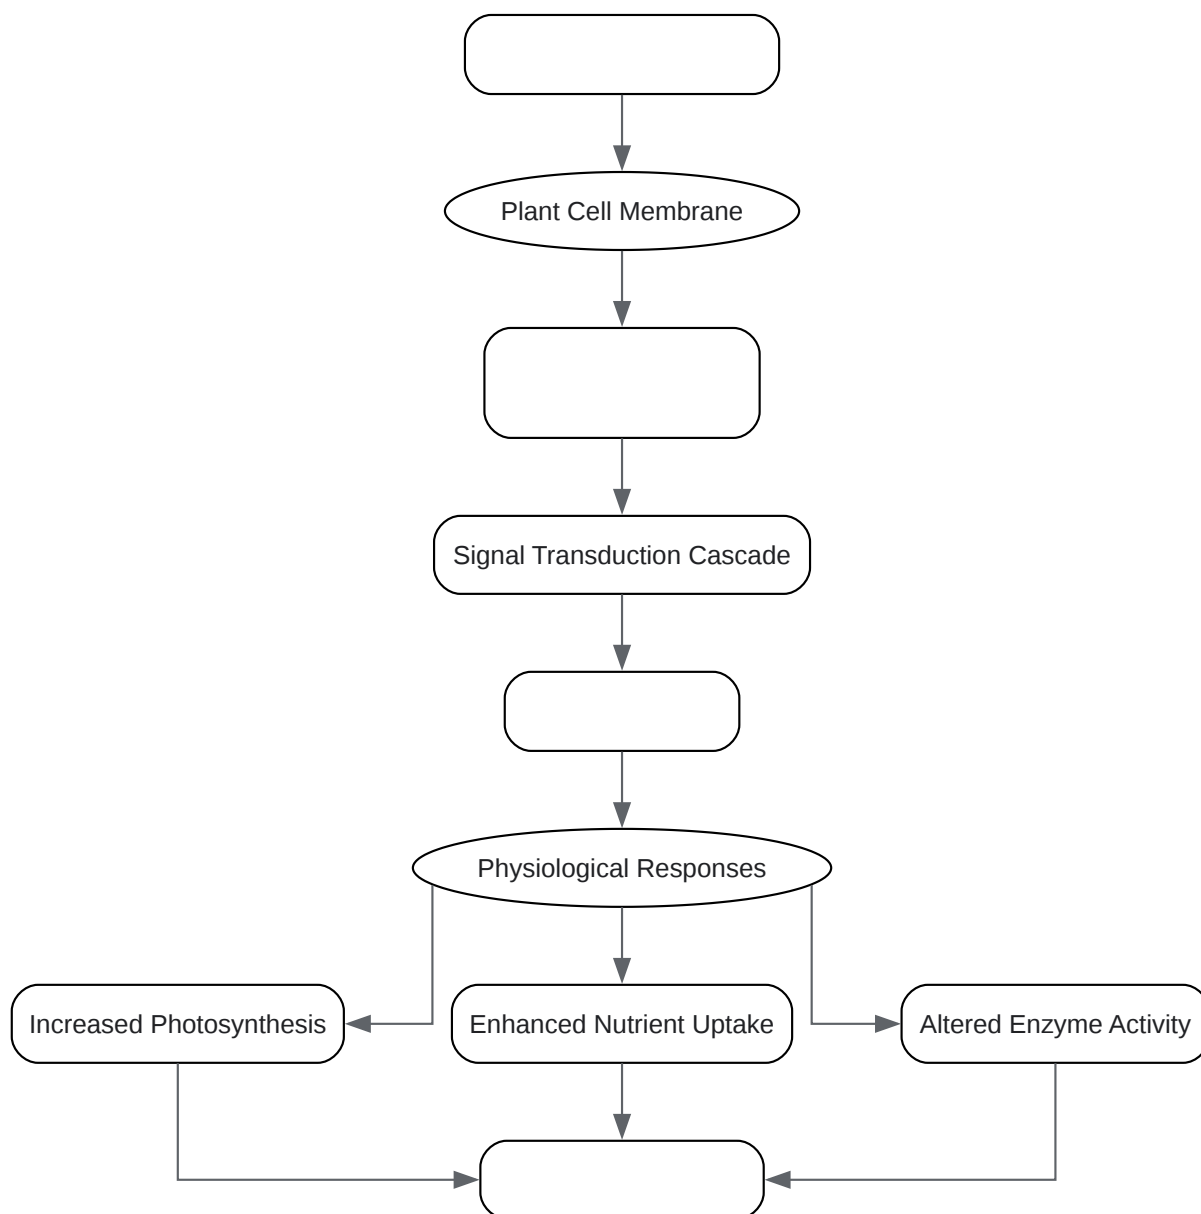 Plant Cell Membrane
Signal Transduction Cascade
Physiological Responses
Increased Photosynthesis
Enhanced Nutrient Uptake
Altered Enzyme Activity